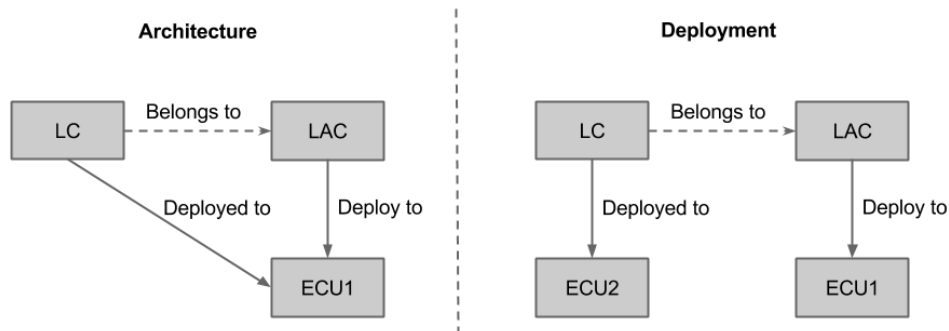 Architecture
Deployment
LC
Belongs to
LAC
LC
Belongs to
LAC
Deployed to
Deploy to
Deployed to
Deploy to
ECU1
ECU2
ECU1